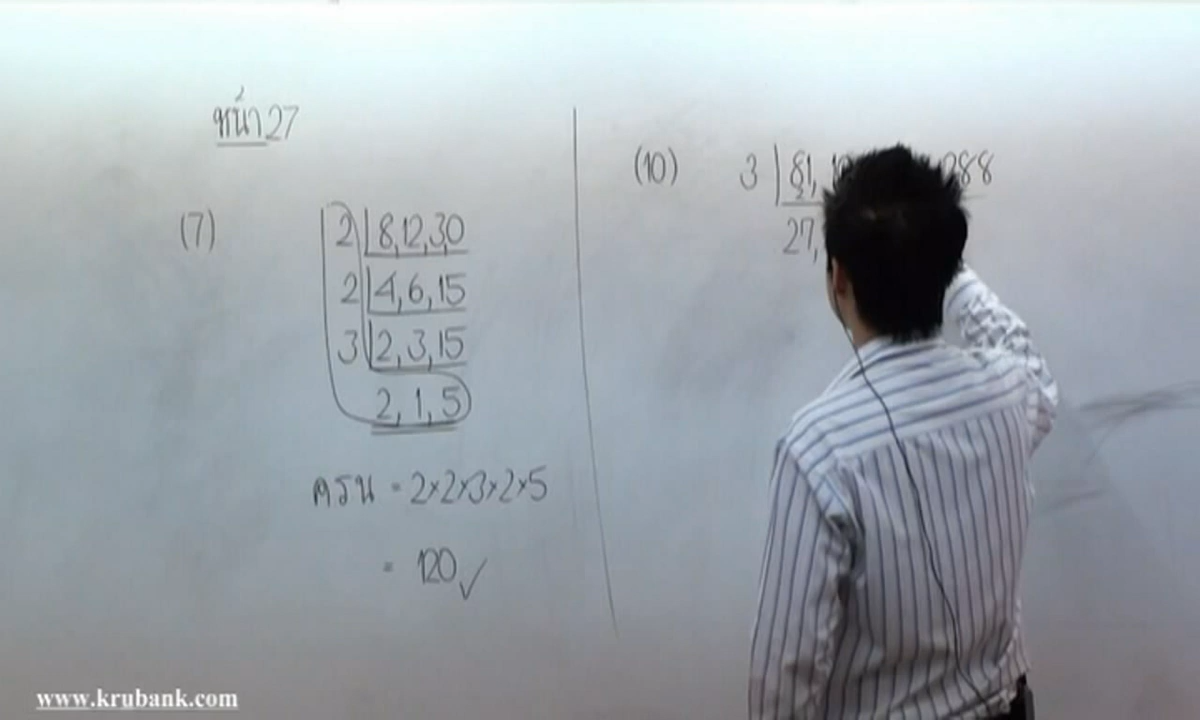 หน้า 27
(7)
2 8, 12, 30
2 4, 6, 15
3 2, 3, 15
2, 1, 5
ครน = 2×2×3×2×5
= 120 ✓
(10) 3 81, 288
27,
www.krubank.com